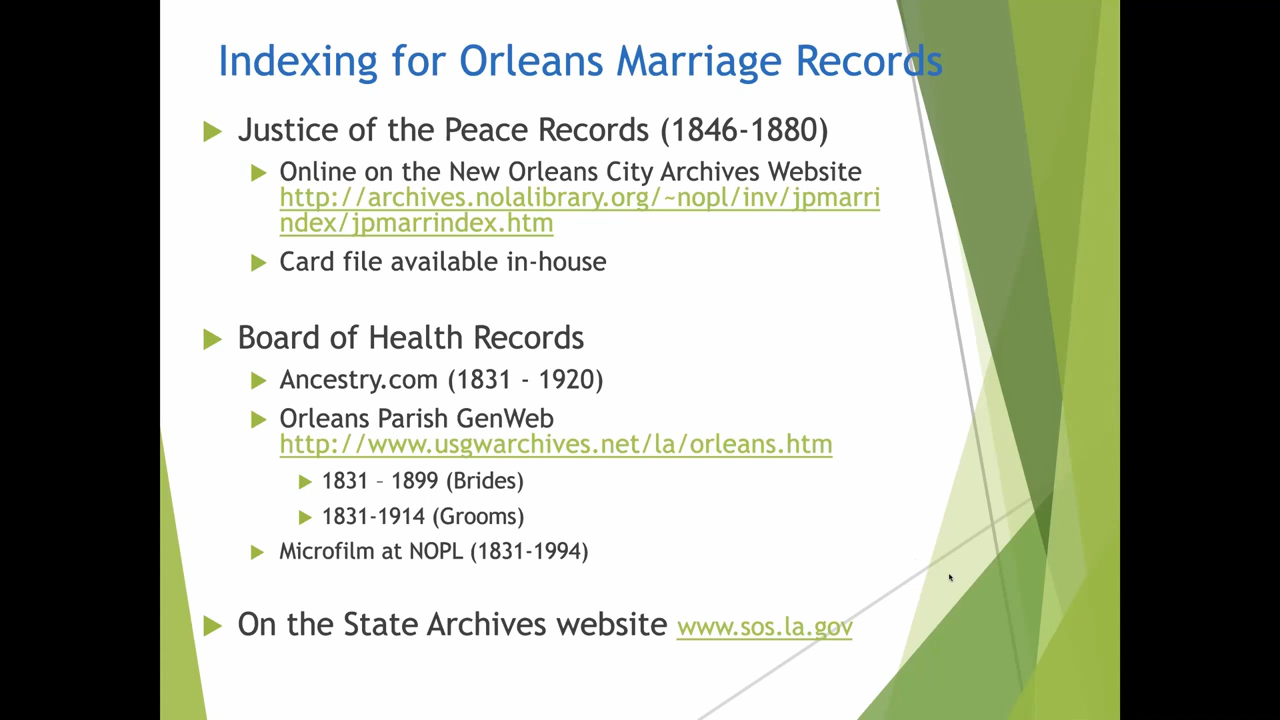 Indexing for Orleans Marriage Records
Justice of the Peace Records (1846-1880)
Online on the New Orleans City Archives Website
http://archives.nolalibrary.org/~nopl/inv/jpmarri
ndex/jpmarrindex.htm
Card file available in-house
Board of Health Records
Ancestry.com (1831 - 1920)
Orleans Parish GenWeb
http://www.usgwarchives.net/la/orleans.htm
1831 – 1899 (Brides)
1831-1914 (Grooms)
Microfilm at NOPL (1831-1994)
On the State Archives website www.sos.la.gov